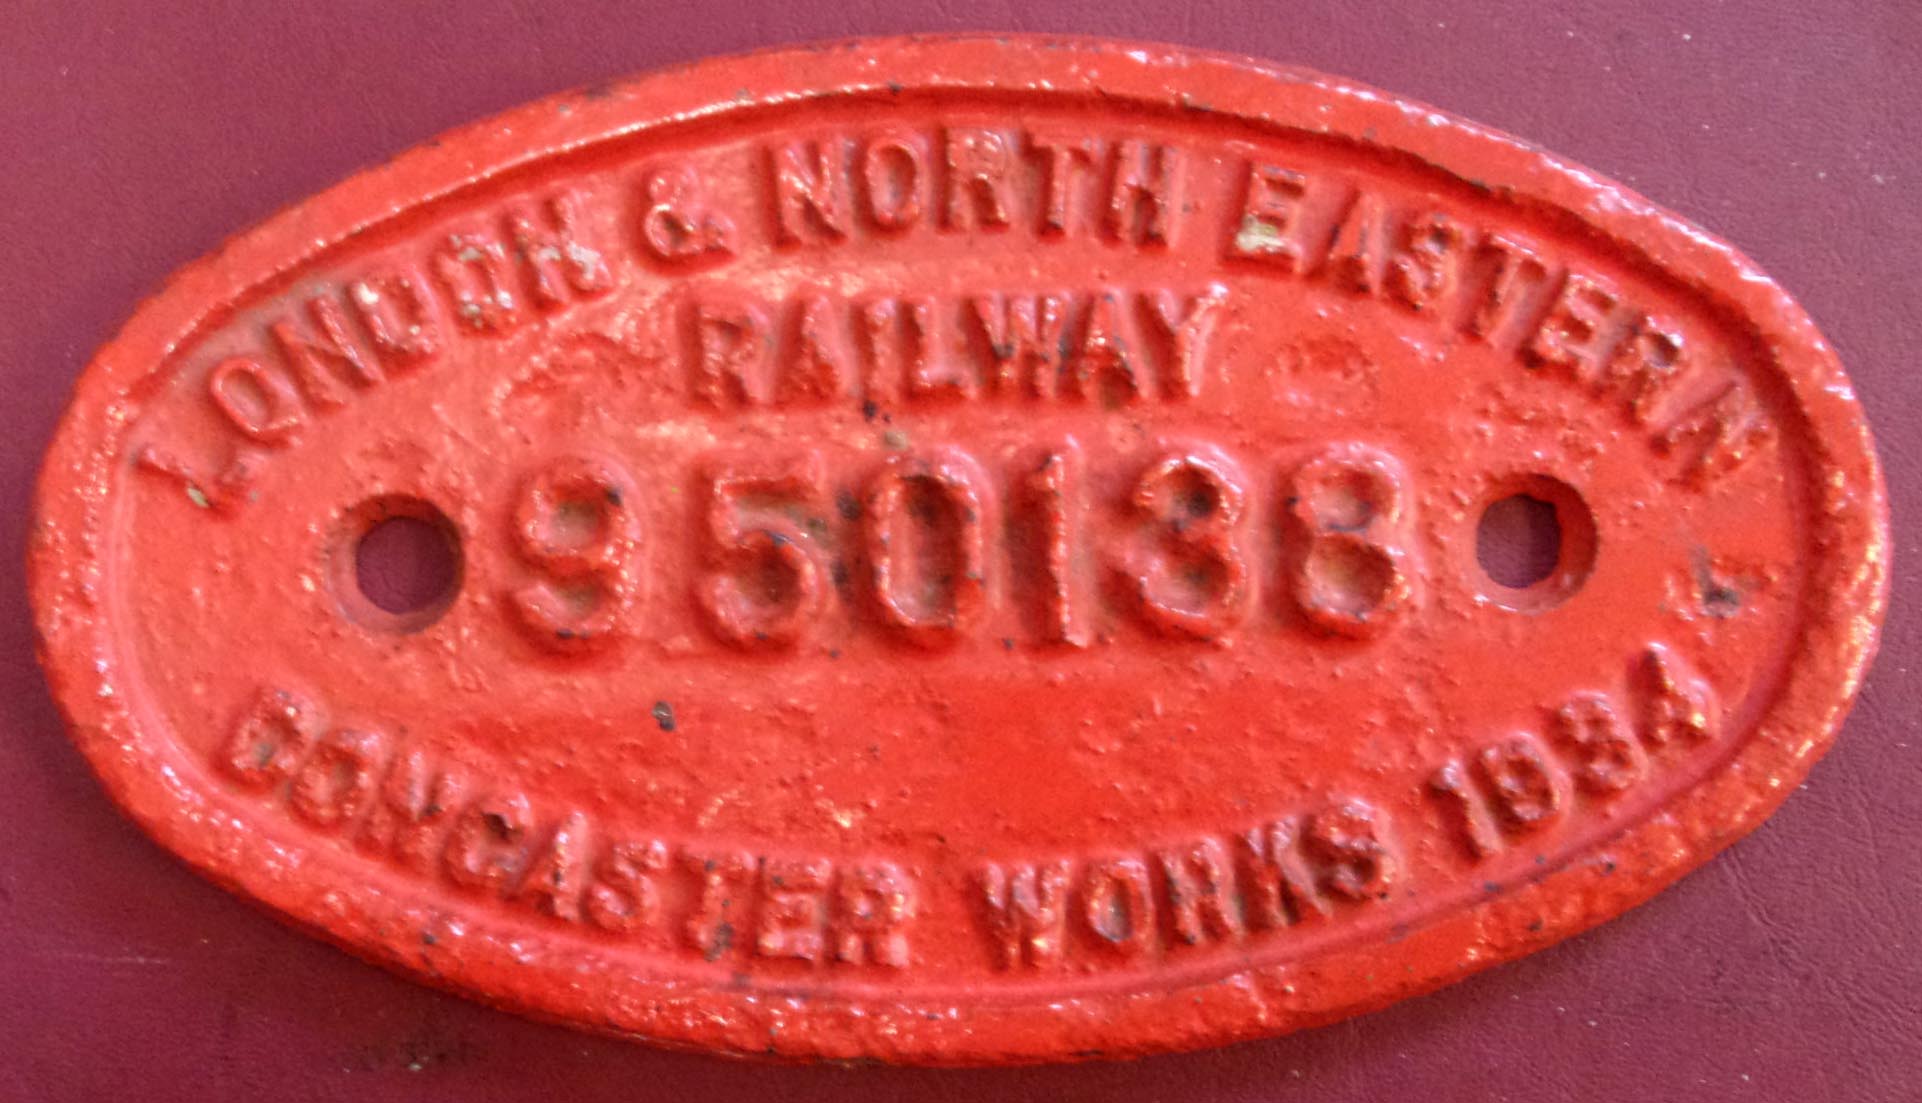 LONDON & NORTH EASTERN
RAILWAY
950138
DONCASTER WORKS 1934